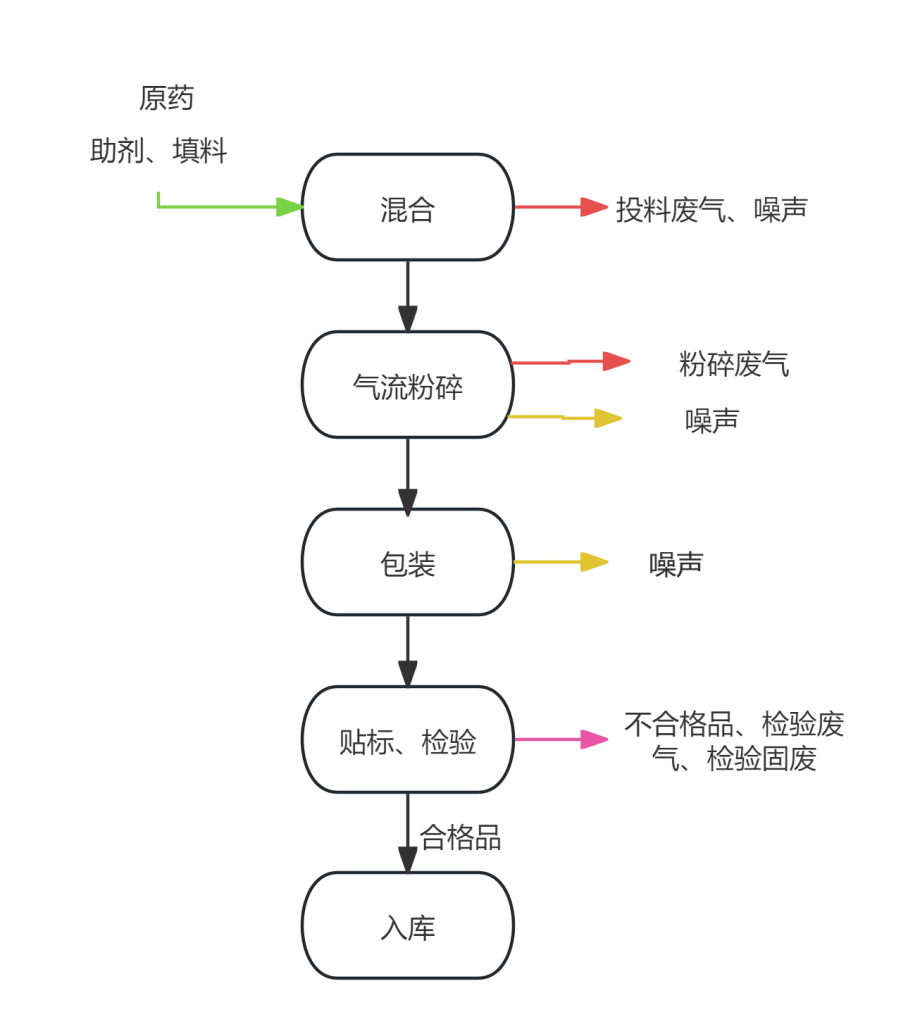 原药
助剂、填料
混合
投料废气、噪声
气流粉碎
粉碎废气
噪声
包装
噪声
贴标、检验
不合格品、检验废
气、检验固废
合格品
入库